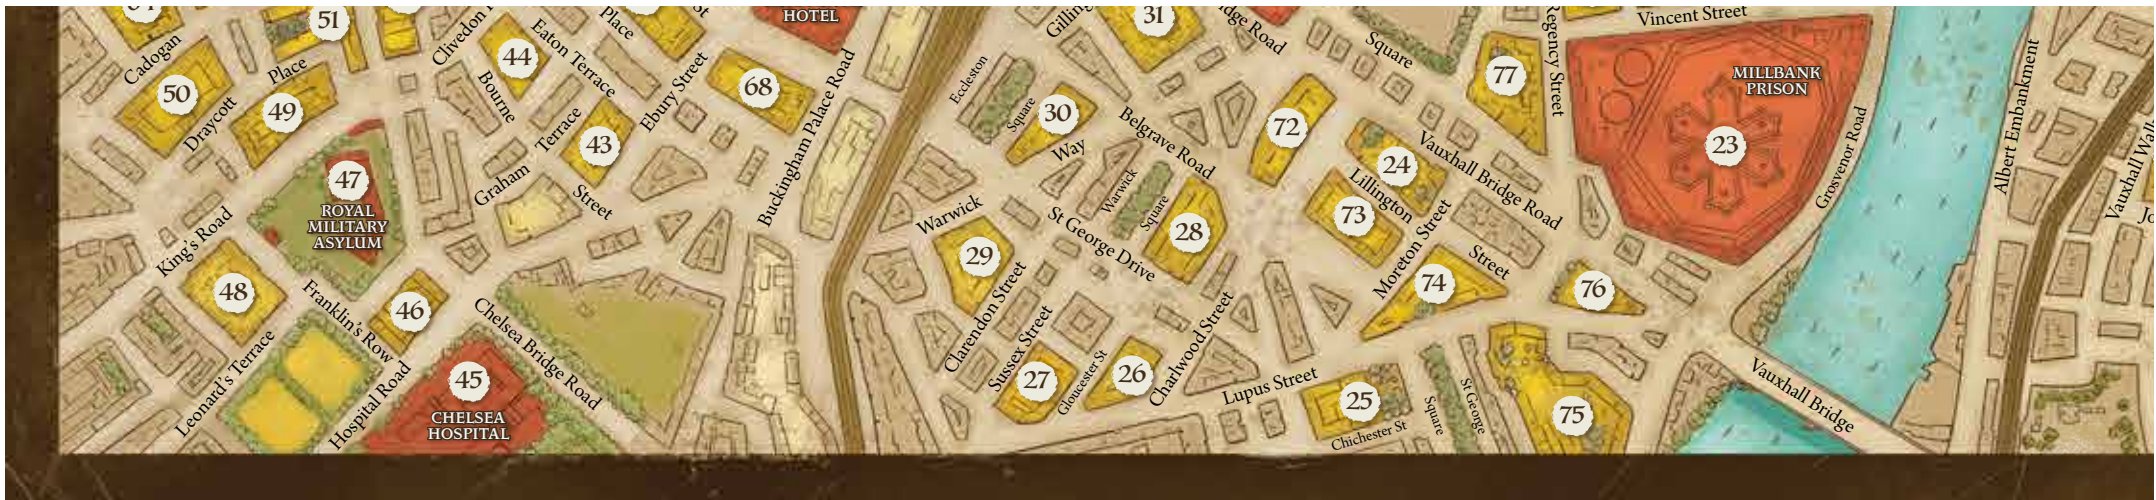 51
HOTEL
31
Vincent Street
Cadogan
50
Place
49
Draycott
44
Eaton Terrace
Place
Bourne
Terrace
43
Graham
Street
Ebury Street
68
Buckingham Palace Road
Eccleston
Square
30
Way
Belgrave Road
Square
72
77
Regency Street
MILLBANK
PRISON
23
Grosvenor Road
Albert Embankment
47
ROYAL
MILITARY
ASYLUM
King's Road
48
Franklin's Row
46
Leonard's Terrace
Hospital Road
45
CHELSEA
HOSPITAL
Chelsea Bridge Road
Warwick
29
Clarendon Street
Sussex Street
27
Gloucester St
26
Charlwood Street
Warwick
Square
28
St George Drive
24
Lillington
73
Vauxhall Bridge Road
Moreton Street
74
Street
76
Lupus Street
25
Chichester St
Square
St George
75
Vauxhall Bridge